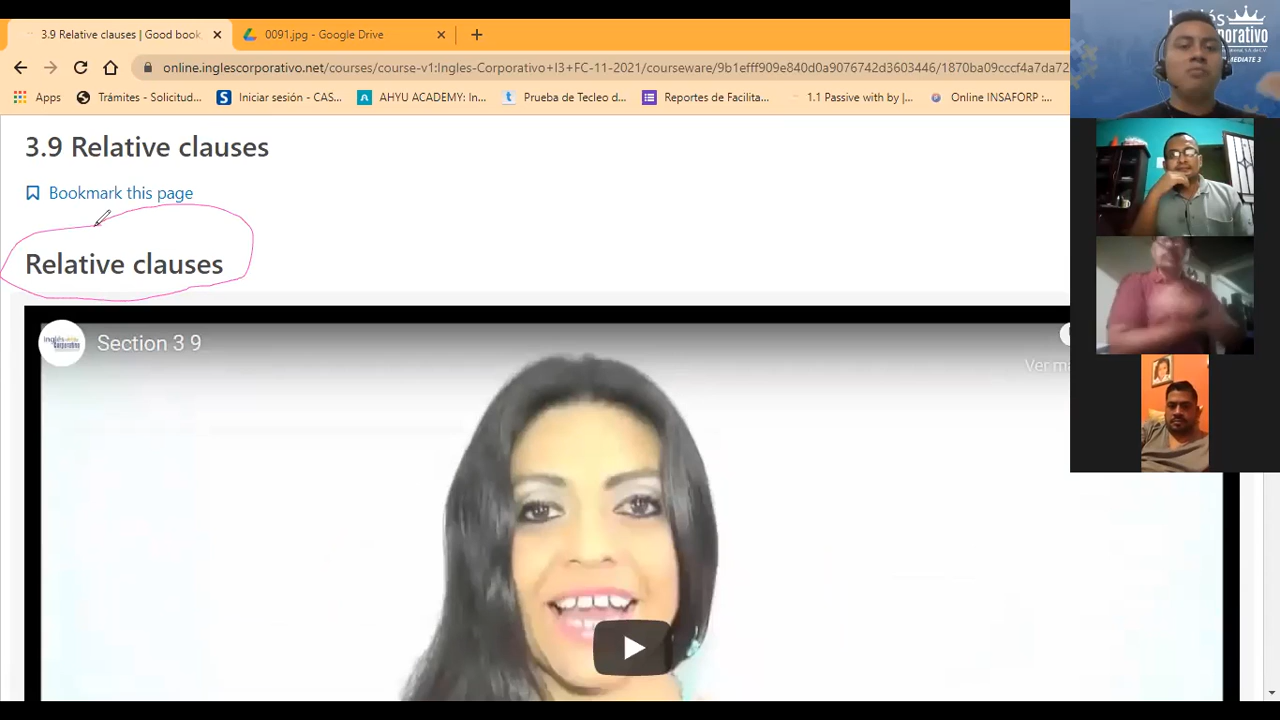 3.9 Relative clauses | Good book
0091.jpg - Google Drive
online.inglescorporativo.net/courses/course-v1:Ingles-Corporativo+I3+FC-11-2021/courseware/9b1efff909e840d0a9076742d3603446/1870ba09cccf4a7da72
Apps
Trámites - Solicitud...
Iniciar sesión - CAS...
AHYU ACADEMY: In...
Prueba de Tecleo d...
Reportes de Facilita...
1.1 Passive with by |...
Online INSAFORP :...
3.9 Relative clauses
Bookmark this page
Relative clauses
Section 3 9
Ver má